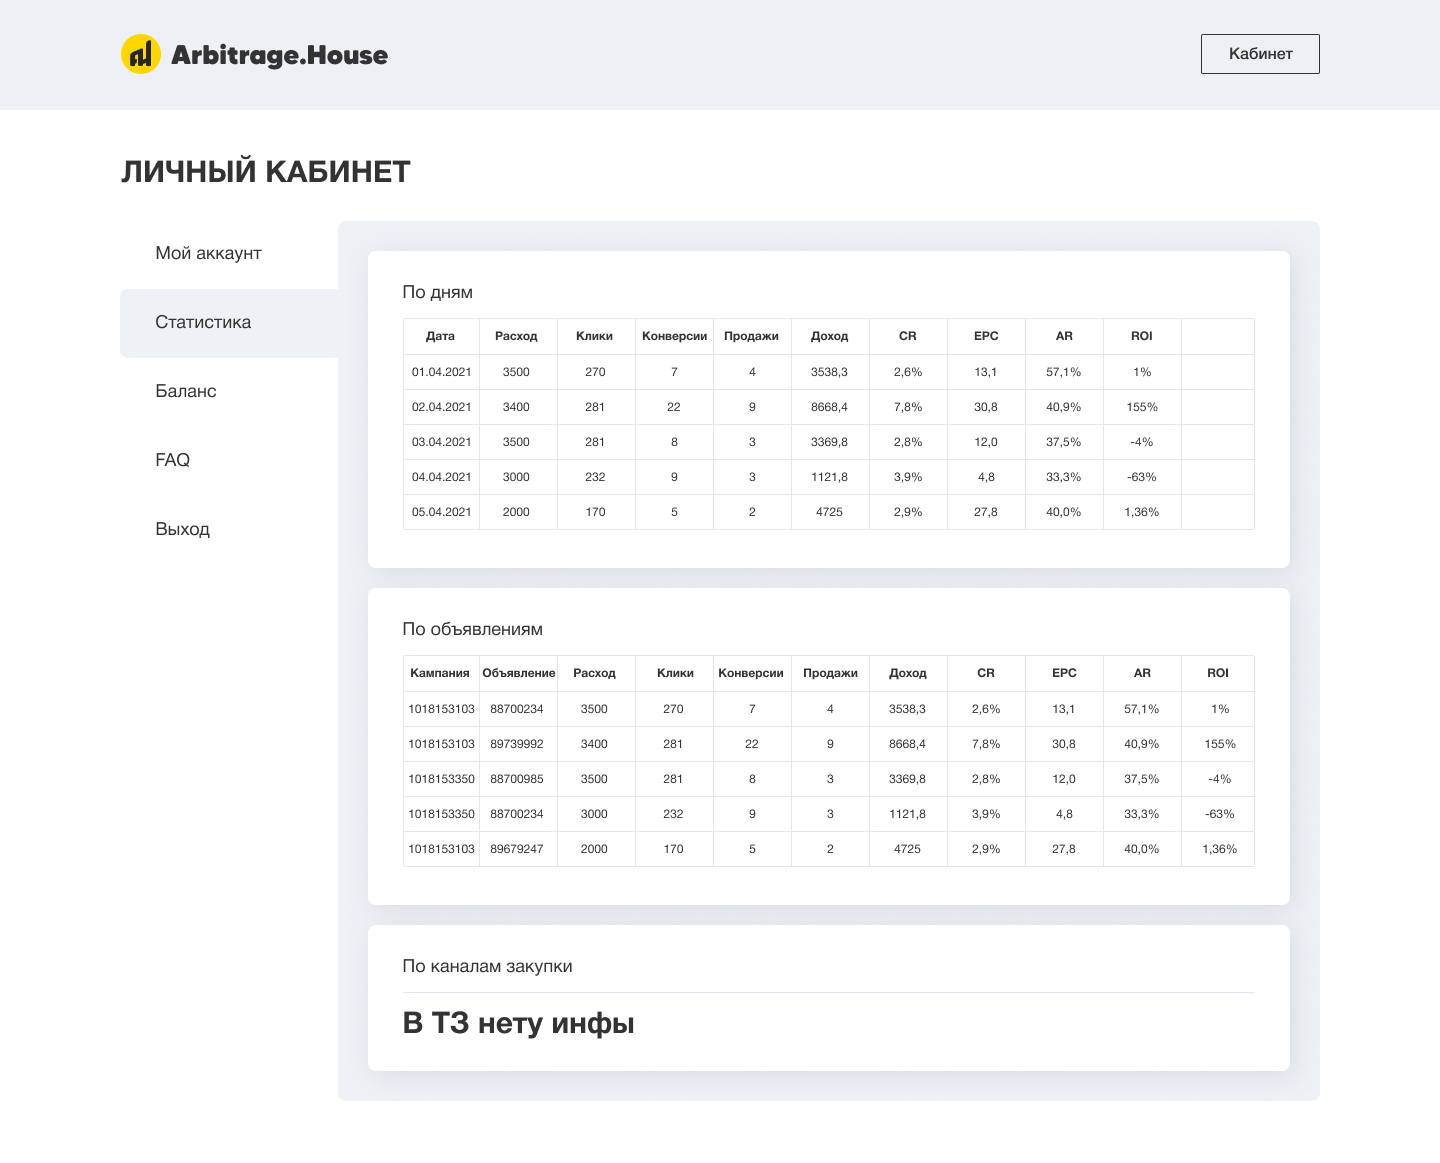 Arbitrage.House
Кабинет
ЛИЧНЫЙ КАБИНЕТ
Мой аккаунт
Статистика
Баланс
FAQ
Выход
По дням
Дата Расход Клики Конверсии Продажи Доход CR EPC AR ROI
01.04.2021 3500 270 7 4 3538,3 2,6% 13,1 57,1% 1%
02.04.2021 3400 281 22 9 8668,4 7,8% 30,8 40,9% 155%
03.04.2021 3500 281 8 3 3369,8 2,8% 12,0 37,5% -4%
04.04.2021 3000 232 9 3 1121,8 3,9% 4,8 33,3% -63%
05.04.2021 2000 170 5 2 4725 2,9% 27,8 40,0% 1,36%
По объявлениям
Кампания Объявление Расход Клики Конверсии Продажи Доход CR EPC AR ROI
1018153103 88700234 3500 270 7 4 3538,3 2,6% 13,1 57,1% 1%
1018153103 89739992 3400 281 22 9 8668,4 7,8% 30,8 40,9% 155%
1018153350 88700985 3500 281 8 3 3369,8 2,8% 12,0 37,5% -4%
1018153350 88700234 3000 232 9 3 1121,8 3,9% 4,8 33,3% -63%
1018153103 89679247 2000 170 5 2 4725 2,9% 27,8 40,0% 1,36%
По каналам закупки
В ТЗ нету инфы